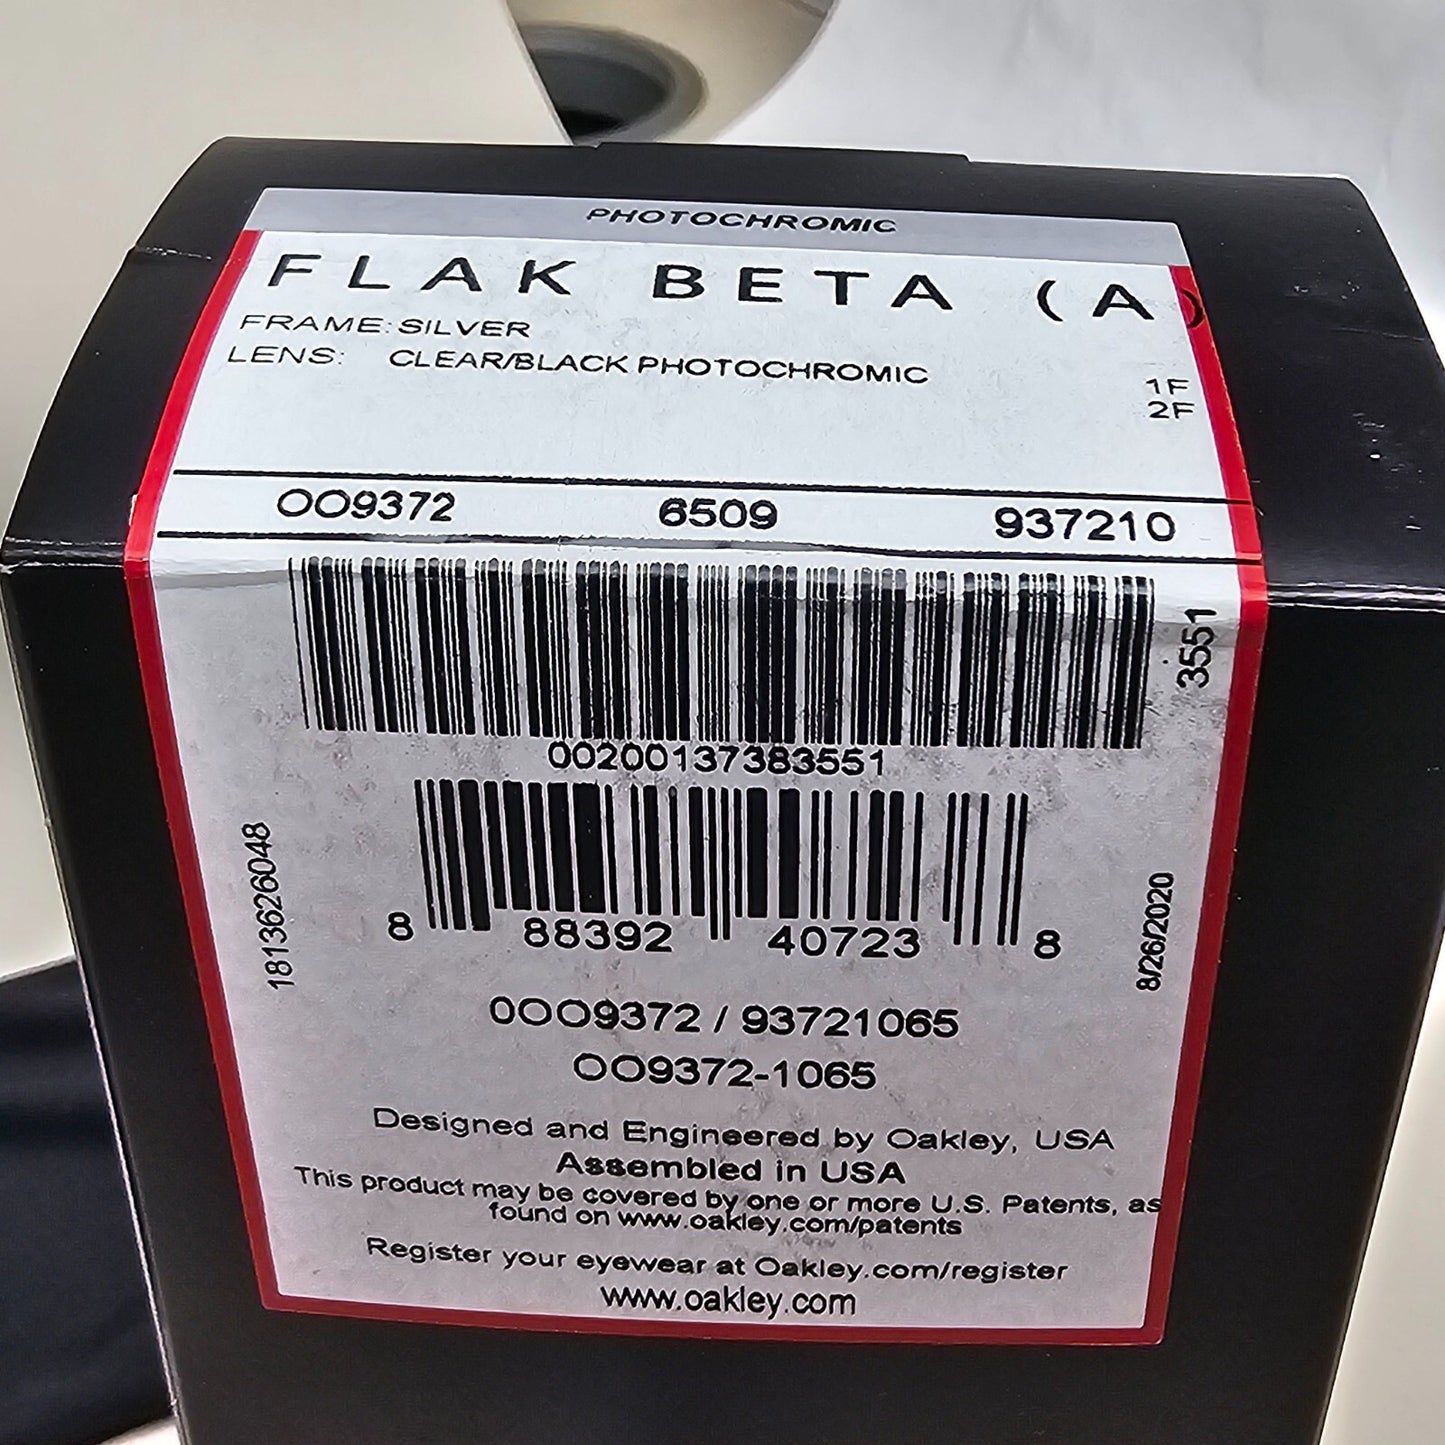 PHOTOCHROMIC
FLAK BETA (A)
FRAME: SILVER
LENS: CLEAR/BLACK PHOTOCHROMIC
1F
2F
OO9372 6509 937210
3551
00200137383551
1813626048
8 88392 40723 8
8/26/2020
0OO9372 / 93721065
OO9372-1065
Designed and Engineered by Oakley, USA
Assembled in USA
This product may be covered by one or more U.S. Patents, as
found on www.oakley.com/patents
Register your eyewear at Oakley.com/register
www.oakley.com